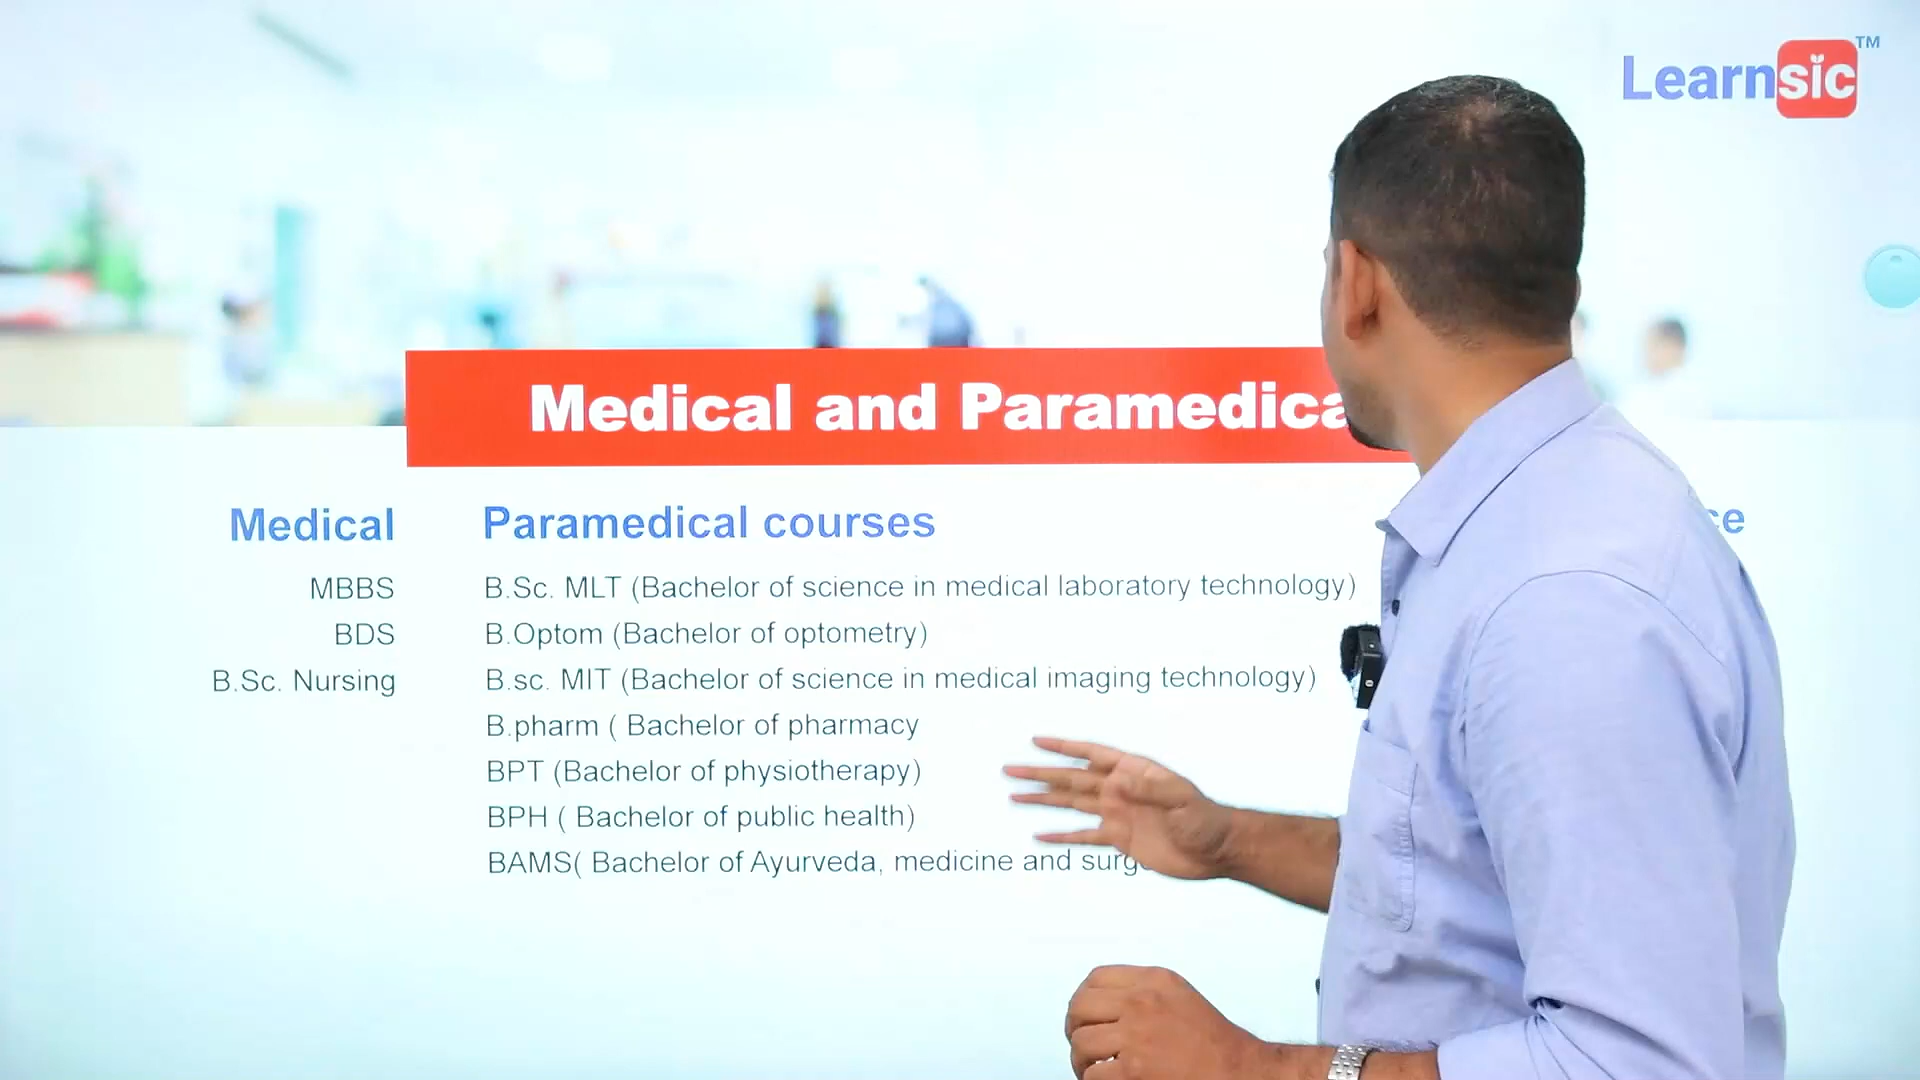 Learnsic TM
Medical and Paramedica
Medical
MBBS
BDS
B.Sc. Nursing
Paramedical courses
B.Sc. MLT (Bachelor of science in medical laboratory technology)
B.Optom (Bachelor of optometry)
B.sc. MIT (Bachelor of science in medical imaging technology)
B.pharm ( Bachelor of pharmacy
BPT (Bachelor of physiotherapy)
BPH ( Bachelor of public health)
BAMS( Bachelor of Ayurveda, medicine and